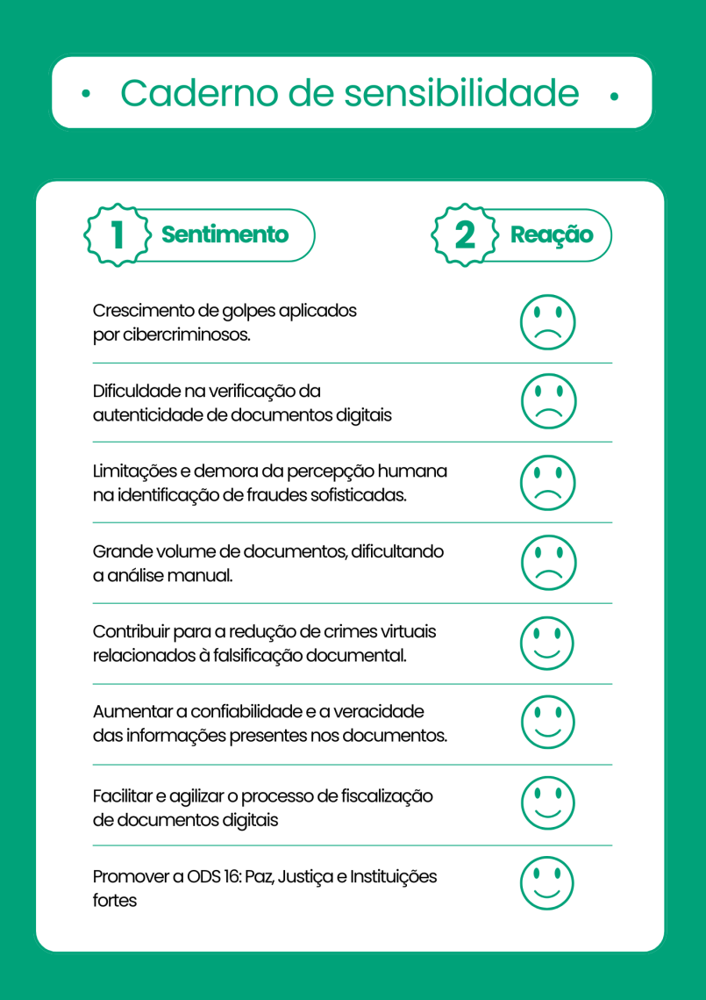 Caderno de sensibilidade
1 Sentimento
2 Reação
Crescimento de golpes aplicados
por cibercriminosos.
Dificuldade na verificação da
autenticidade de documentos digitais
Limitações e demora da percepção humana
na identificação de fraudes sofisticadas.
Grande volume de documentos, dificultando
a análise manual.
Contribuir para a redução de crimes virtuais
relacionados à falsificação documental.
Aumentar a confiabilidade e a veracidade
das informações presentes nos documentos.
Facilitar e agilizar o processo de fiscalização
de documentos digitais
Promover a ODS 16: Paz, Justiça e Instituições
fortes